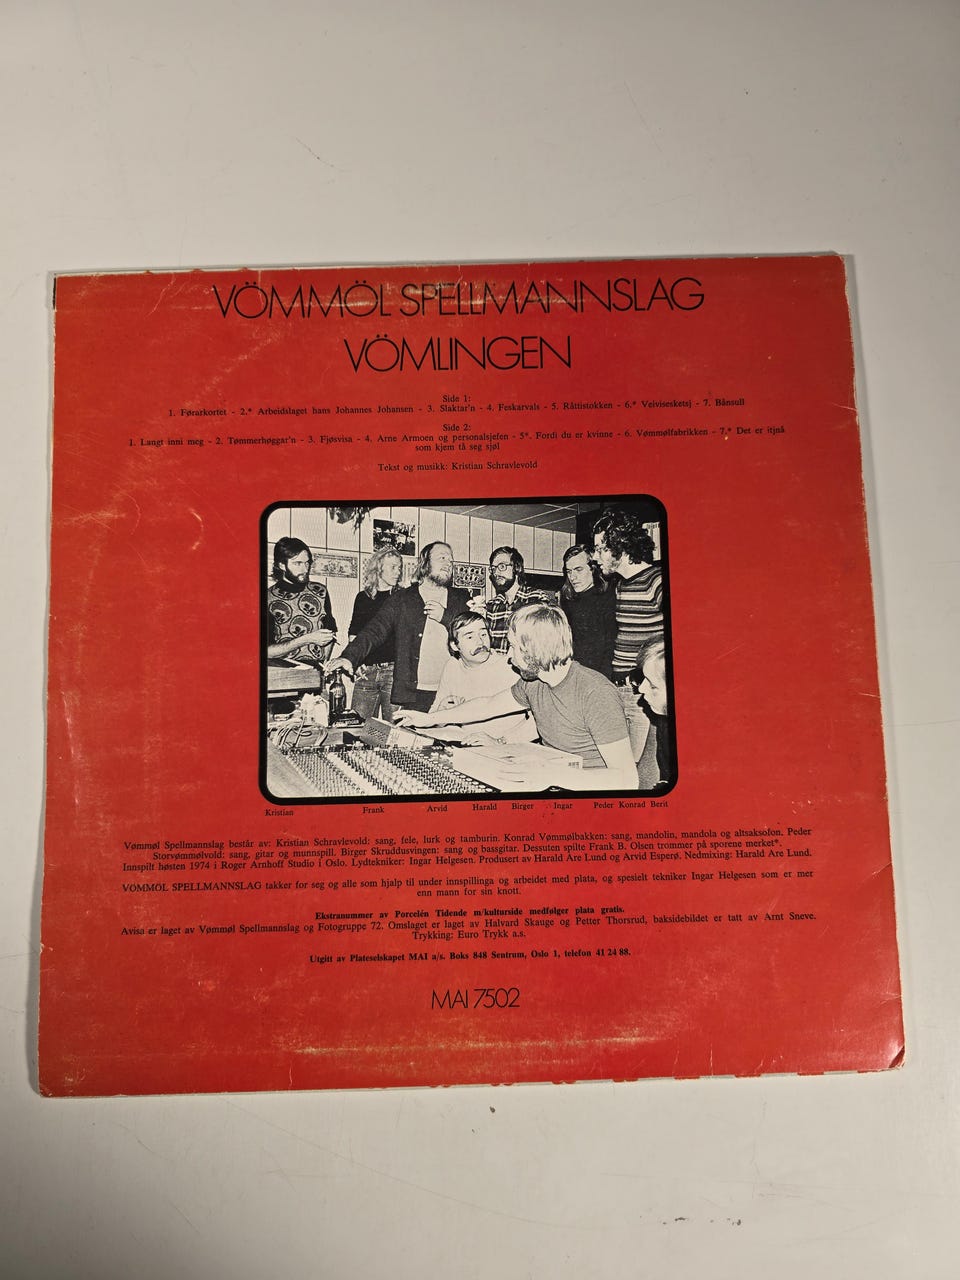 VÖMMÖL SPELLMANNSLAG
VÖMLINGEN
Side 1:
1. Førarkortet - 2.* Arbeidslaget hans Johannes Johansen - 3. Slaktar'n - 4. Feskarvals - 5. Råttistokken - 6.* Veivisesketsj - 7. Bånsull
Side 2:
1. Langt inni meg - 2. Tømmerhøggar'n - 3. Fjøsvisa - 4. Arne Armoen og personalsjefen - 5*. Fordi du er kvinne - 6. Vømmølfabrikken - 7.* Det er itjnå
som kjem tå seg sjøl
Tekst og musikk: Kristian Schravlevold
Kristian Frank Arvid Harald Birger Ingar Peder Konrad Berit
Vømmøl Spellmannslag består av: Kristian Schravlevold: sang, fele, lurk og tamburin. Konrad Vømmølbakken: sang, mandolin, mandola og altsaksofon. Peder
Storvømmølvold: sang, gitar og munnspill. Birger Skruddusvingen: sang og bassgitar. Dessuten spilte Frank B. Olsen trommer på sporene merket*.
Innspilt høsten 1974 i Roger Arnhoff Studio i Oslo. Lydtekniker: Ingar Helgesen. Produsert av Harald Are Lund og Arvid Esperø. Nedmixing: Harald Are Lund.
VØMMØL SPELLMANNSLAG takker for seg og alle som hjalp til under innspillinga og arbeidet med plata, og spesielt tekniker Ingar Helgesen som er mer
enn mann for sin knott.
Ekstranummer av Porcelén Tidende m/kulturside medfølger plata gratis.
Avisa er laget av Vømmøl Spellmannslag og Fotogruppe 72. Omslaget er laget av Halvard Skauge og Petter Thorsrud, baksidebildet er tatt av Arnt Sneve.
Trykking: Euro Trykk a.s.
Utgitt av Plateselskapet MAI a/s. Boks 848 Sentrum, Oslo 1, telefon 41 24 88.
MAI 7502